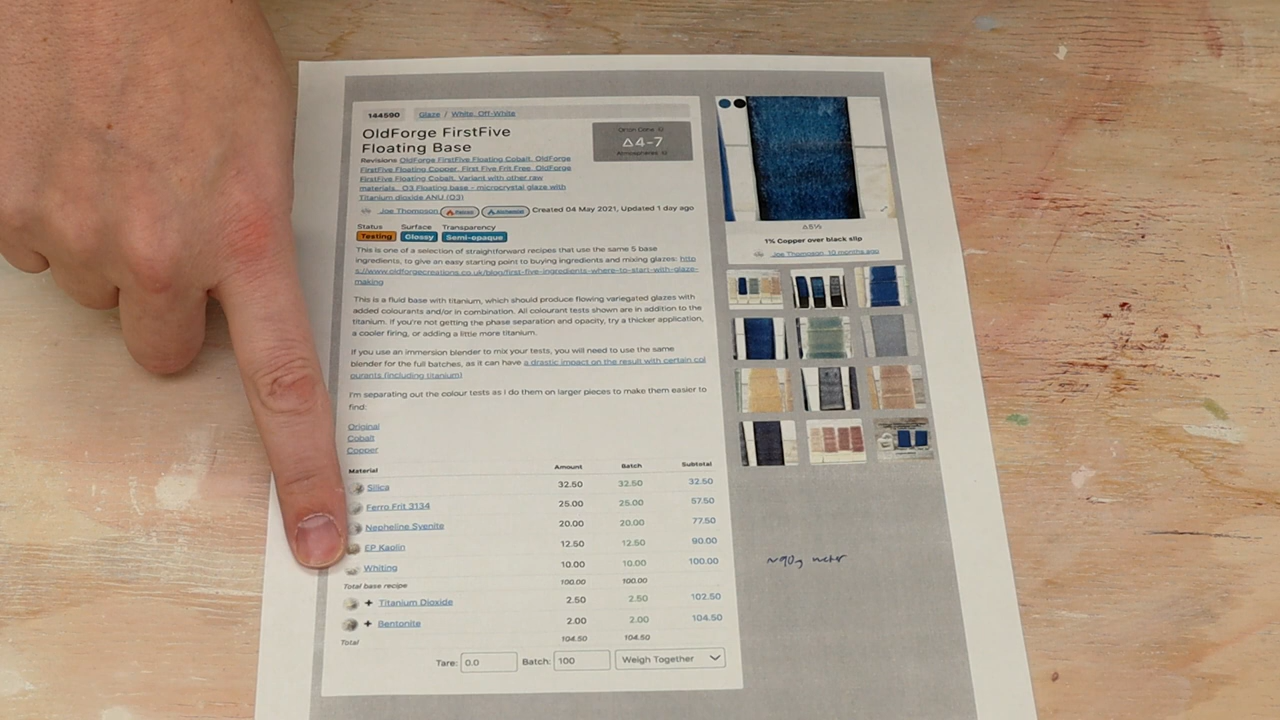 144590 Glaze / White, Off-White
OldForge FirstFive
Floating Base
Orton Cone: 10
Δ4-7
Atmospheres: 10
Revisions OldForge FirstFive Floating Cobalt, OldForge
FirstFive Floating Copper, First Five Frit Free, OldForge
FirstFive Floating Cobalt, Variant with other raw
materials, O3 Floating base - microcrystal glaze with
Titanium dioxide ANU (O3)
Joe Thompson Created 04 May 2021, Updated 1 day ago
Status Surface Transparency
Testing Glossy Semi-opaque
This is one of a selection of straightforward recipes that use the same 5 base
ingredients, to give an easy starting point to buying ingredients and mixing glazes: http
s://www.oldforgecreations.co.uk/blog/first-five-ingredients-where-to-start-with-glaze-
making
This is a fluid base with titanium, which should produce flowing variegated glazes with
added colourants and/or in combination. All colourant tests shown are in addition to the
titanium. If you're not getting the phase separation and opacity, try a thicker application,
a cooler firing, or adding a little more titanium.
If you use an immersion blender to mix your tests, you will need to use the same
blender for the full batches, as it can have a drastic impact on the result with certain col
ourants (including titanium)
I'm separating out the colour tests as I do them on larger pieces to make them easier to
find:
Original
Cobalt
Copper
Material Amount Batch Subtotal
Silica 32.50 32.50 32.50
Ferro Frit 3134 25.00 25.00 57.50
Nepheline Syenite 20.00 20.00 77.50
EP Kaolin 12.50 12.50 90.00
Whiting 10.00 10.00 100.00
Total base recipe 100.00 100.00
+ Titanium Dioxide 2.50 2.50 102.50
+ Bentonite 2.00 2.00 104.50
Total 104.50 104.50
Tare: 0.0 Batch: 100 Weigh Together
Δ5½
1% Copper over black slip
Joe Thompson, 10 months ago
~90g water